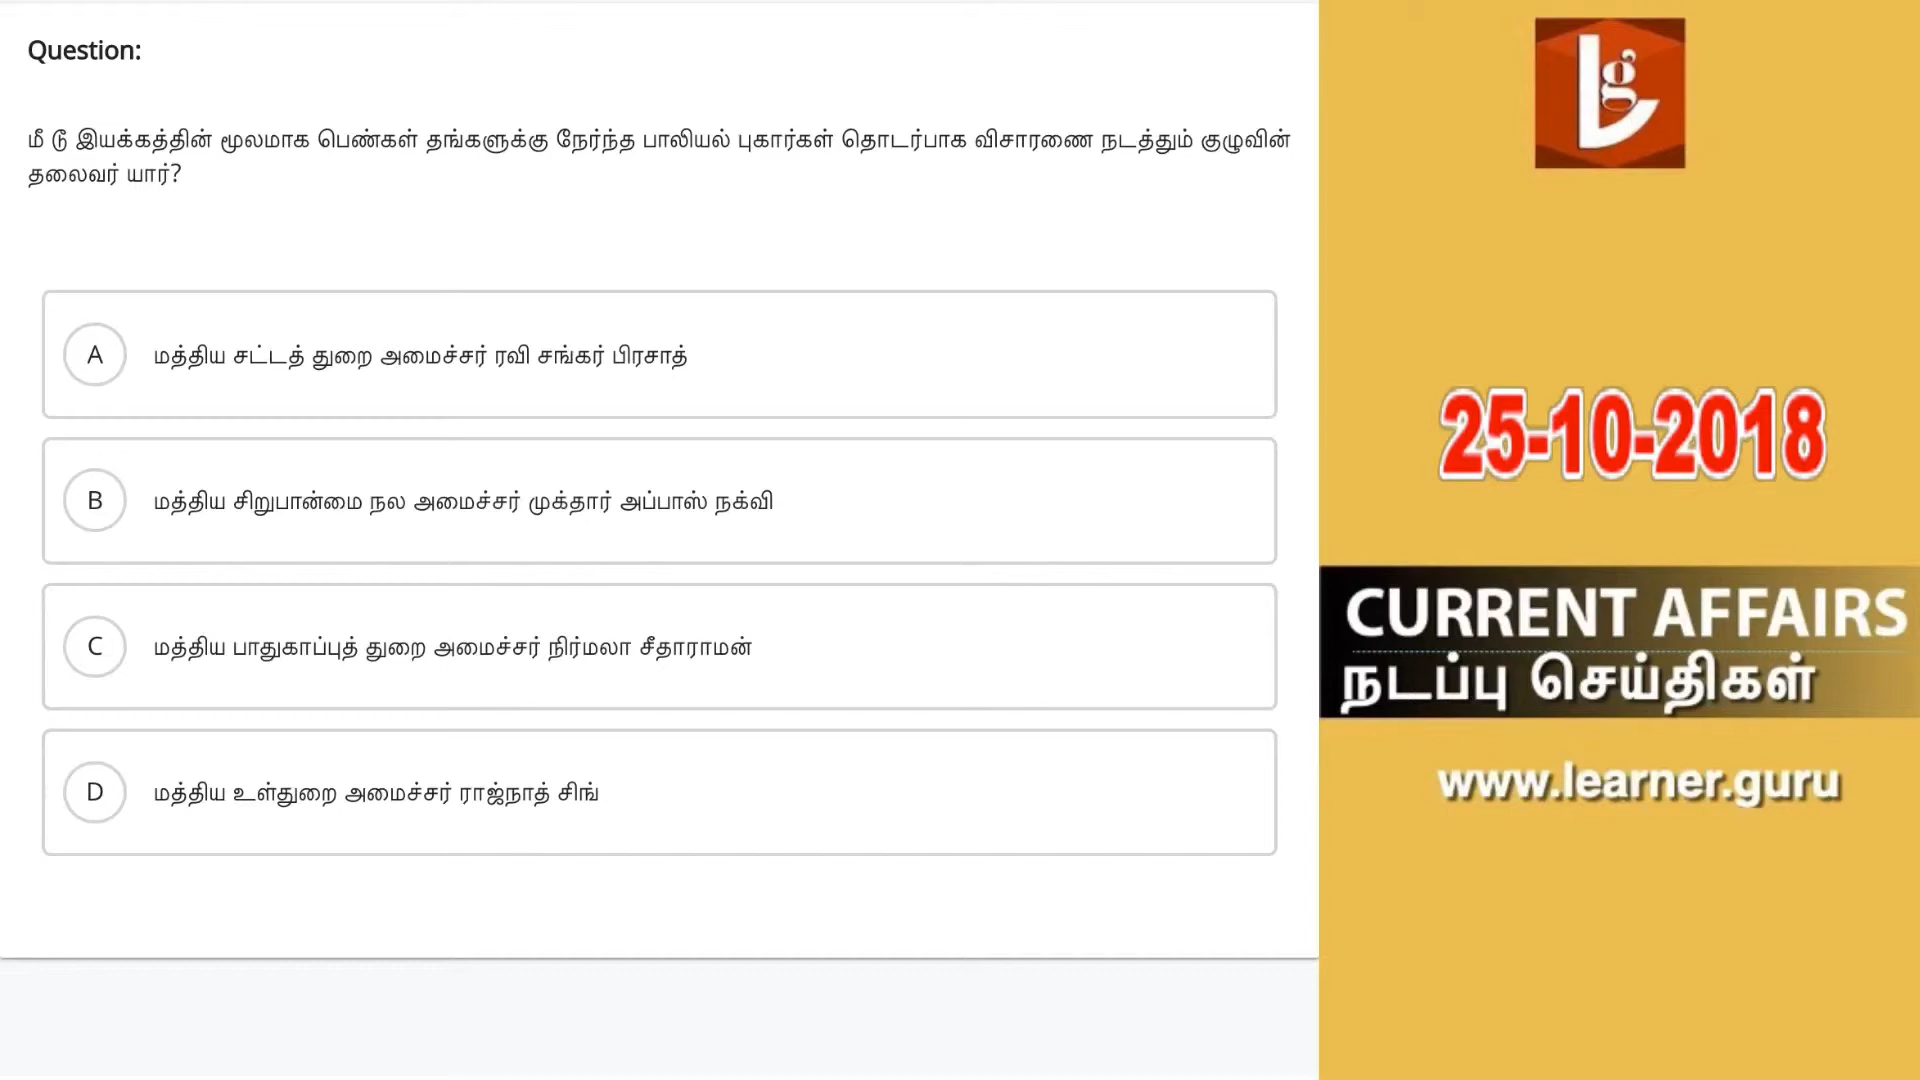 Question:
மீ டூ இயக்கத்தின் மூலமாக பெண்கள் தங்களுக்கு நேர்ந்த பாலியல் புகார்கள் தொடர்பாக விசாரணை நடத்தும் குழுவின்
தலைவர் யார்?
A மத்திய சட்டத் துறை அமைச்சர் ரவி சங்கர் பிரசாத்
B மத்திய சிறுபான்மை நல அமைச்சர் முக்தார் அப்பாஸ் நக்வி
C மத்திய பாதுகாப்புத் துறை அமைச்சர் நிர்மலா சீதாராமன்
D மத்திய உள்துறை அமைச்சர் ராஜ்நாத் சிங்
Lg
25-10-2018
CURRENT AFFAIRS
நடப்பு செய்திகள்
www.learner.guru